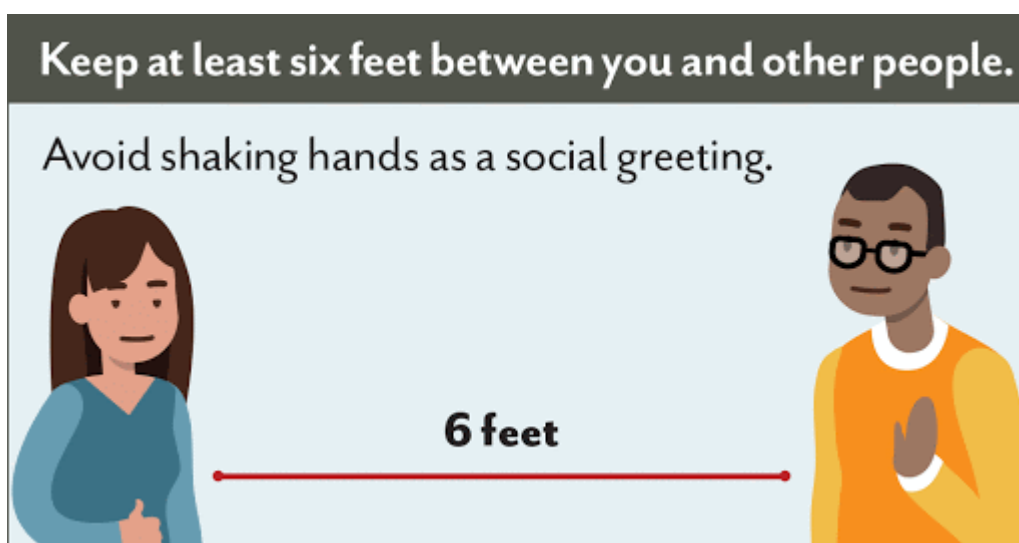 Keep at least six feet between you and other people.
Avoid shaking hands as a social greeting.
6 feet